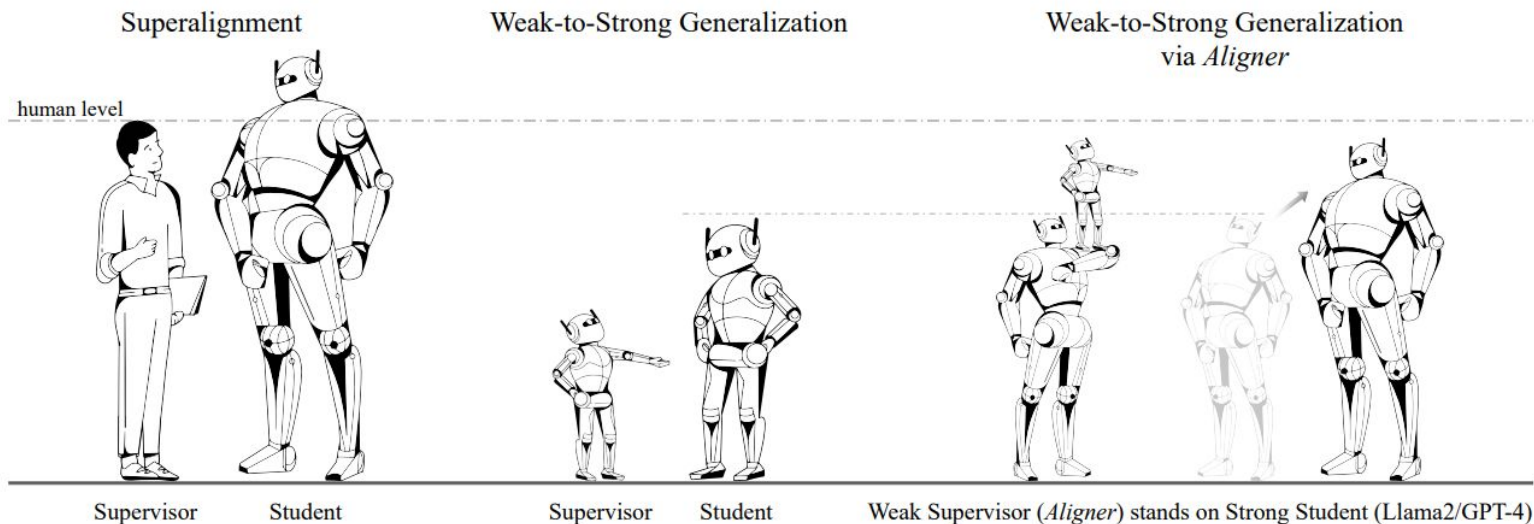 Superalignment
Weak-to-Strong Generalization
Weak-to-Strong Generalization
via Aligner
human level
Supervisor
Student
Supervisor
Student
Weak Supervisor (Aligner) stands on Strong Student (Llama2/GPT-4)